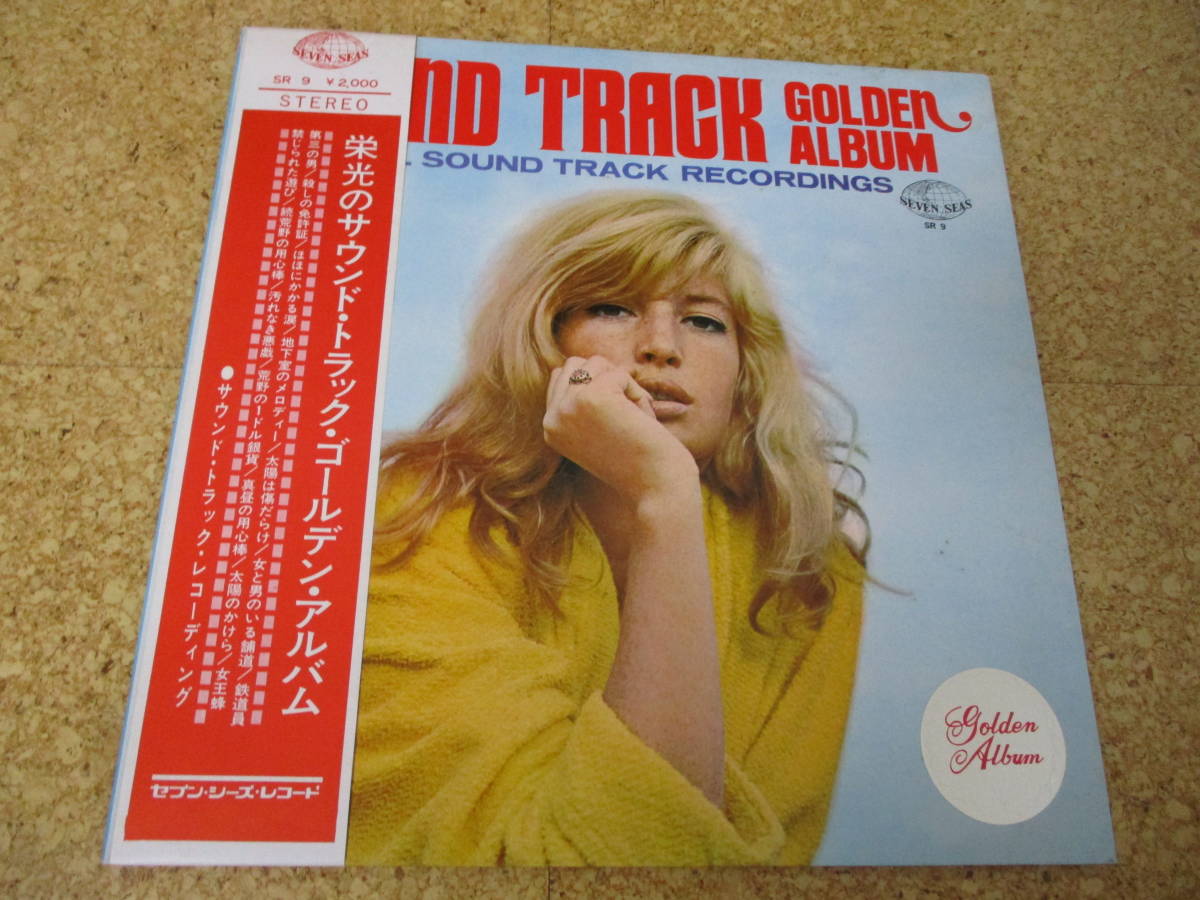 SEVEN SEAS
SR 9 ¥2,000
STEREO
栄光のサウンド・トラック・ゴールデン・アルバム
第三の男/殺しの免許証/ほほにかかる涙/地下室のメロディー/太陽は傷だらけ/女と男のいる舗道/鉄道員
禁じられた遊び/続荒野の用心棒/汚れなき悪戯/荒野の1ドル銀貨/真昼の用心棒/太陽のかけら/女王蜂
●サウンド・トラック・レコーディング
セブン・シーズ・レコード
ND TRACK GOLDEN ALBUM
L SOUND TRACK RECORDINGS
SEVEN SEAS
SR 9
Golden
Album